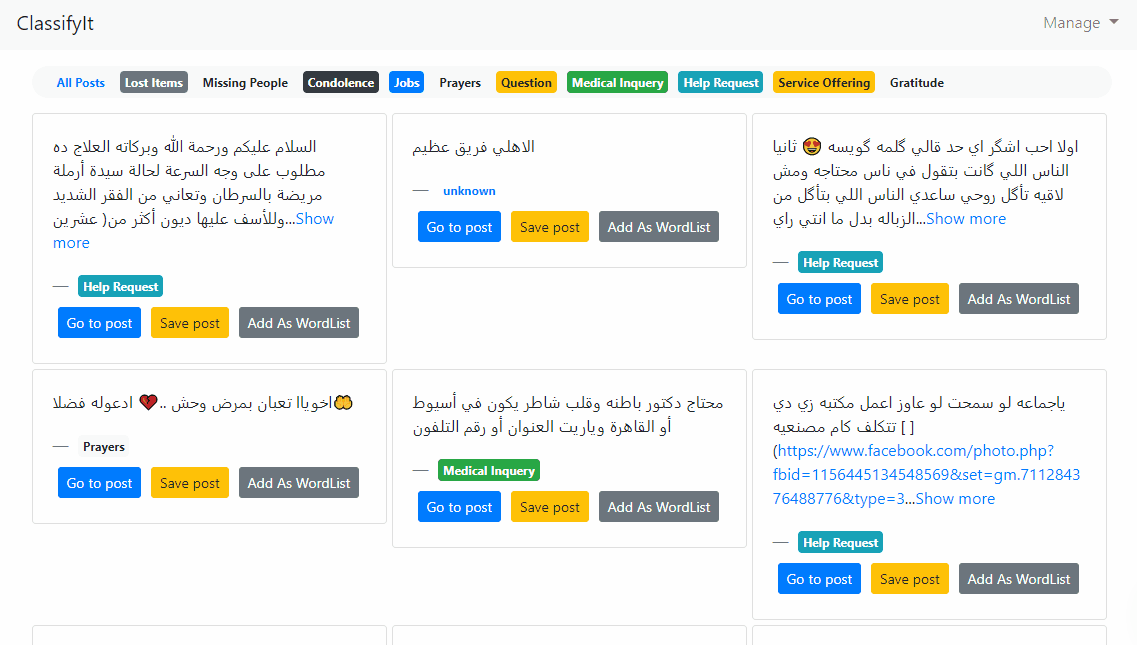 ClassifyIt
Manage
All Posts Lost Items Missing People Condolence Jobs Prayers Question Medical Inquery Help Request Service Offering Gratitude
السلام عليكم ورحمة الله وبركاته العلاج ده
مطلوب على وجه السرعة لحالة سيدة أرملة
مريضة بالسرطان وتعاني من الفقر الشديد
وللأسف عليها ديون أكثر من( عشرين...Show
more
— Help Request
Go to post Save post Add As WordList
الاهلي فريق عظيم
— unknown
Go to post Save post Add As WordList
اولا احب اشگر اي حد قالي گلمه گويسه 😍 ثانيا
الناس اللي گانت بتقول في ناس محتاجه ومش
لاقيه تأگل روحي ساعدي الناس اللي بتأگل من
الزباله بدل ما انتي راي...Show more
— Help Request
Go to post Save post Add As WordList
🤲اخوياا تعبان بمرض وحش ..💔 ادعوله فضلا
— Prayers
Go to post Save post Add As WordList
محتاج دكتور باطنه وقلب شاطر يكون في أسيوط
أو القاهرة وياريت العنوان أو رقم التلفون
— Medical Inquery
Go to post Save post Add As WordList
ياجماعه لو سمحت لو عاوز اعمل مكتبه زي دي
تتكلف كام مصنعيه [ ]
(https://www.facebook.com/photo.php?
fbid=1156445134548569&set=gm.7112843
76488776&type=3...Show more
— Help Request
Go to post Save post Add As WordList